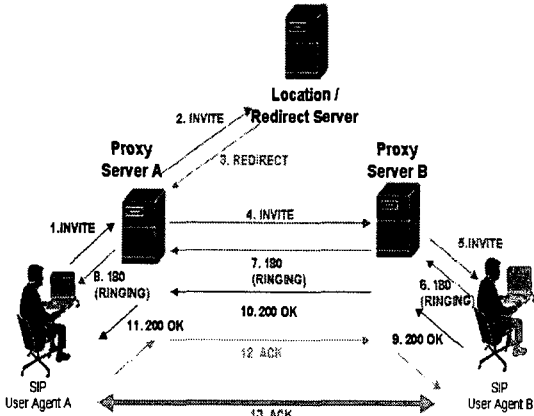 Location /
Redirect Server
2. INVITE
3. REDIRECT
Proxy
Server A
Proxy
Server B
1.INVITE
4. INVITE
5.INVITE
7. 180
(RINGING)
8. 180
(RINGING)
6. 180
(RINGING)
10. 200 OK
11. 200 OK
9. 200 OK
12. ACK
SIP
User Agent A
SIP
User Agent B
13. ACK